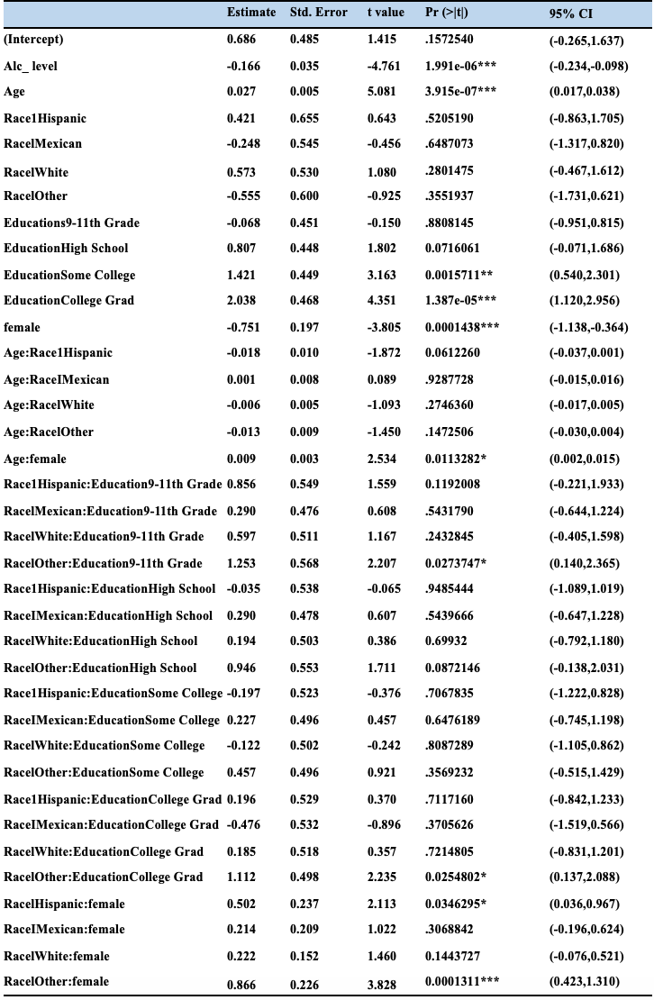 Estimate Std. Error t value Pr (>|t|) 95% CI
(Intercept) 0.686 0.485 1.415 .1572540 (-0.265,1.637)
Alc_ level -0.166 0.035 -4.761 1.991e-06*** (-0.234,-0.098)
Age 0.027 0.005 5.081 3.915e-07*** (0.017,0.038)
Race1Hispanic 0.421 0.655 0.643 .5205190 (-0.863,1.705)
RacelMexican -0.248 0.545 -0.456 .6487073 (-1.317,0.820)
RacelWhite 0.573 0.530 1.080 .2801475 (-0.467,1.612)
RacelOther -0.555 0.600 -0.925 .3551937 (-1.731,0.621)
Educations9-11th Grade -0.068 0.451 -0.150 .8808145 (-0.951,0.815)
EducationHigh School 0.807 0.448 1.802 0.0716061 (-0.071,1.686)
EducationSome College 1.421 0.449 3.163 0.0015711** (0.540,2.301)
EducationCollege Grad 2.038 0.468 4.351 1.387e-05*** (1.120,2.956)
female -0.751 0.197 -3.805 0.0001438*** (-1.138,-0.364)
Age:Race1Hispanic -0.018 0.010 -1.872 0.0612260 (-0.037,0.001)
Age:RaceIMexican 0.001 0.008 0.089 .9287728 (-0.015,0.016)
Age:RacelWhite -0.006 0.005 -1.093 .2746360 (-0.017,0.005)
Age:RacelOther -0.013 0.009 -1.450 .1472506 (-0.030,0.004)
Age:female 0.009 0.003 2.534 0.0113282* (0.002,0.015)
Race1Hispanic:Education9-11th Grade 0.856 0.549 1.559 0.1192008 (-0.221,1.933)
RacelMexican:Education9-11th Grade 0.290 0.476 0.608 .5431790 (-0.644,1.224)
RacelWhite:Education9-11th Grade 0.597 0.511 1.167 .2432845 (-0.405,1.598)
RacelOther:Education9-11th Grade 1.253 0.568 2.207 0.0273747* (0.140,2.365)
Race1Hispanic:EducationHigh School -0.035 0.538 -0.065 .9485444 (-1.089,1.019)
RaceIMexican:EducationHigh School 0.290 0.478 0.607 .5439666 (-0.647,1.228)
RacelWhite:EducationHigh School 0.194 0.503 0.386 0.69932 (-0.792,1.180)
RacelOther:EducationHigh School 0.946 0.553 1.711 0.0872146 (-0.138,2.031)
Race1Hispanic:EducationSome College -0.197 0.523 -0.376 .7067835 (-1.222,0.828)
RaceIMexican:EducationSome College 0.227 0.496 0.457 0.6476189 (-0.745,1.198)
RacelWhite:EducationSome College -0.122 0.502 -0.242 .8087289 (-1.105,0.862)
RacelOther:EducationSome College 0.457 0.496 0.921 .3569232 (-0.515,1.429)
Race1Hispanic:EducationCollege Grad 0.196 0.529 0.370 .7117160 (-0.842,1.233)
RaceIMexican:EducationCollege Grad -0.476 0.532 -0.896 .3705626 (-1.519,0.566)
RacelWhite:EducationCollege Grad 0.185 0.518 0.357 .7214805 (-0.831,1.201)
RacelOther:EducationCollege Grad 1.112 0.498 2.235 0.0254802* (0.137,2.088)
RacelHispanic:female 0.502 0.237 2.113 0.0346295* (0.036,0.967)
RaceIMexican:female 0.214 0.209 1.022 .3068842 (-0.196,0.624)
RacelWhite:female 0.222 0.152 1.460 0.1443727 (-0.076,0.521)
RacelOther:female 0.866 0.226 3.828 0.0001311*** (0.423,1.310)